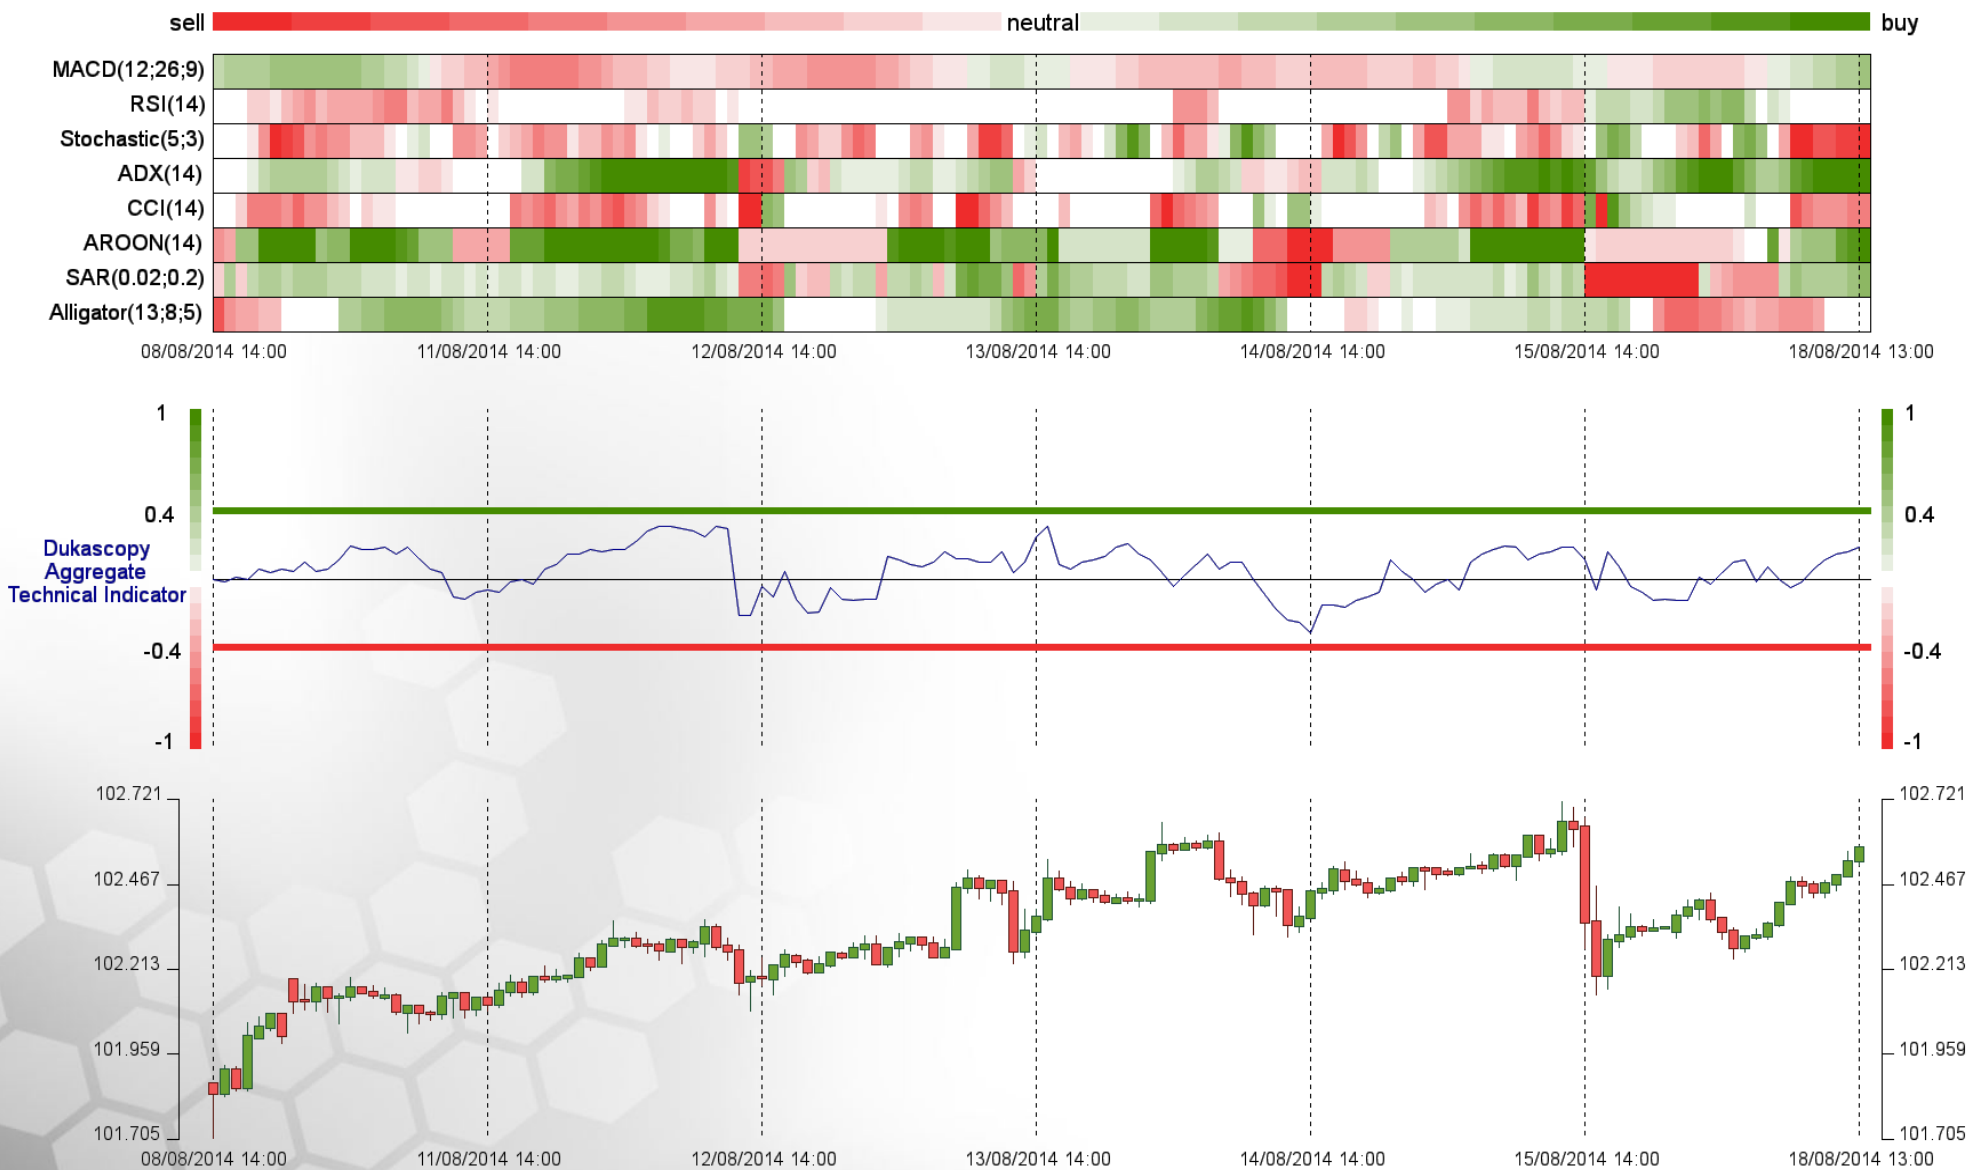 sell neutral buy
MACD(12;26;9)
RSI(14)
Stochastic(5;3)
ADX(14)
CCI(14)
AROON(14)
SAR(0.02;0.2)
Alligator(13;8;5)
08/08/2014 14:00 11/08/2014 14:00 12/08/2014 14:00 13/08/2014 14:00 14/08/2014 14:00 15/08/2014 14:00 18/08/2014 13:00
1 1
0.4 0.4
Dukascopy
Aggregate
Technical Indicator
-0.4 -0.4
-1 -1
102.721 102.721
102.467 102.467
102.213 102.213
101.959 101.959
101.705 101.705
08/08/2014 14:00 11/08/2014 14:00 12/08/2014 14:00 13/08/2014 14:00 14/08/2014 14:00 15/08/2014 14:00 18/08/2014 13:00